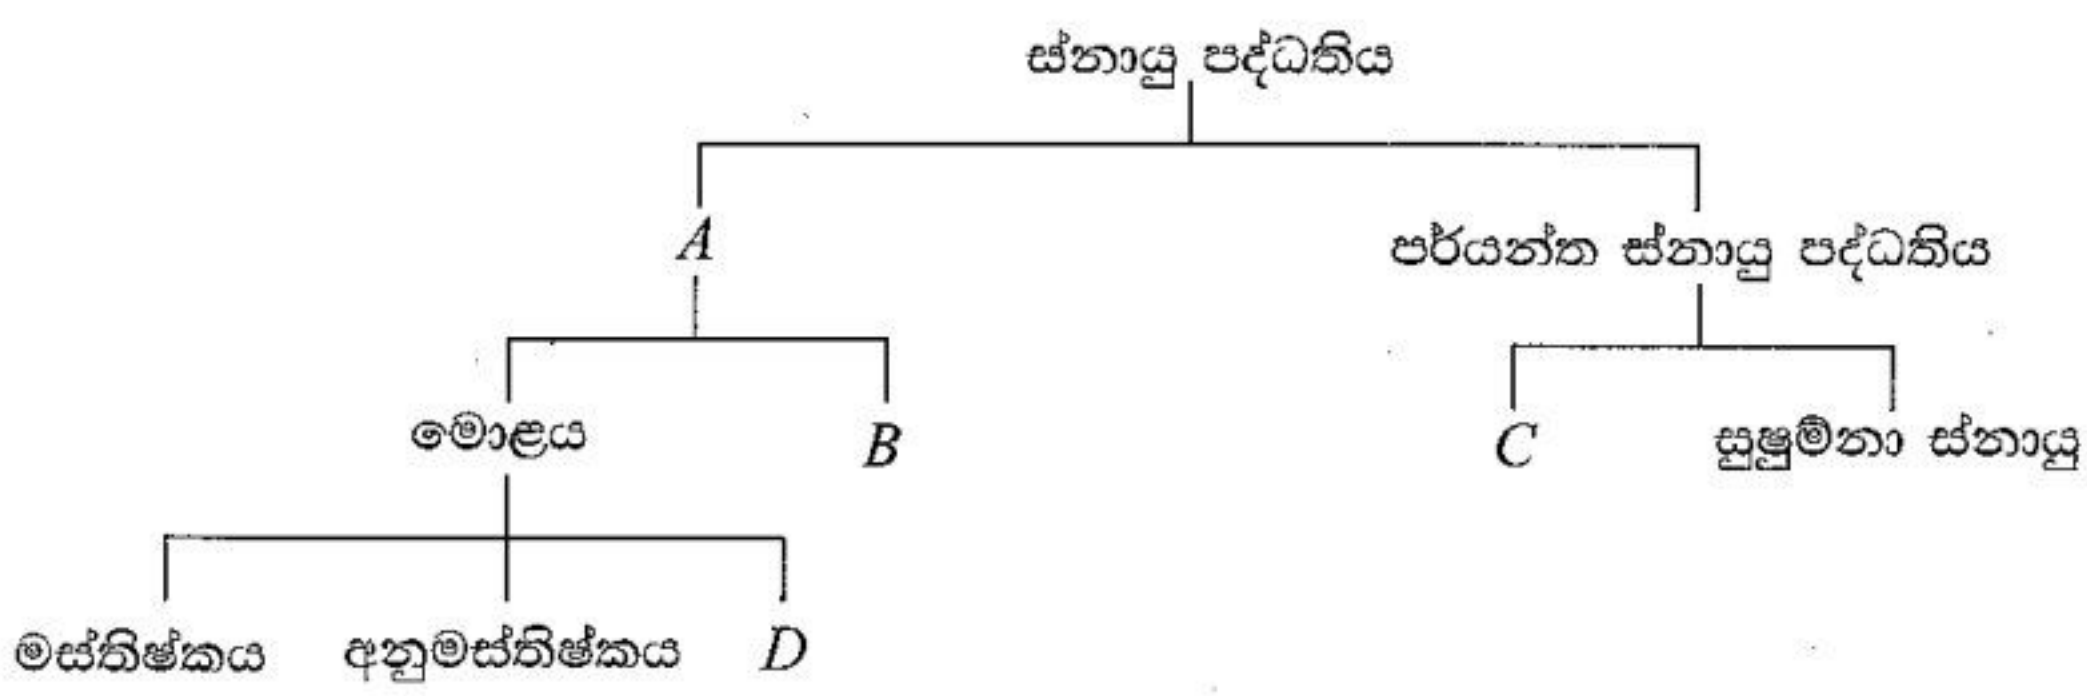 ස්නායු පද්ධතිය
A
පර්යන්ත ස්නායු පද්ධතිය
මොළය
B
C
සුෂුම්නා ස්නායු
මස්තිෂ්කය
අනුමස්තිෂ්කය
D